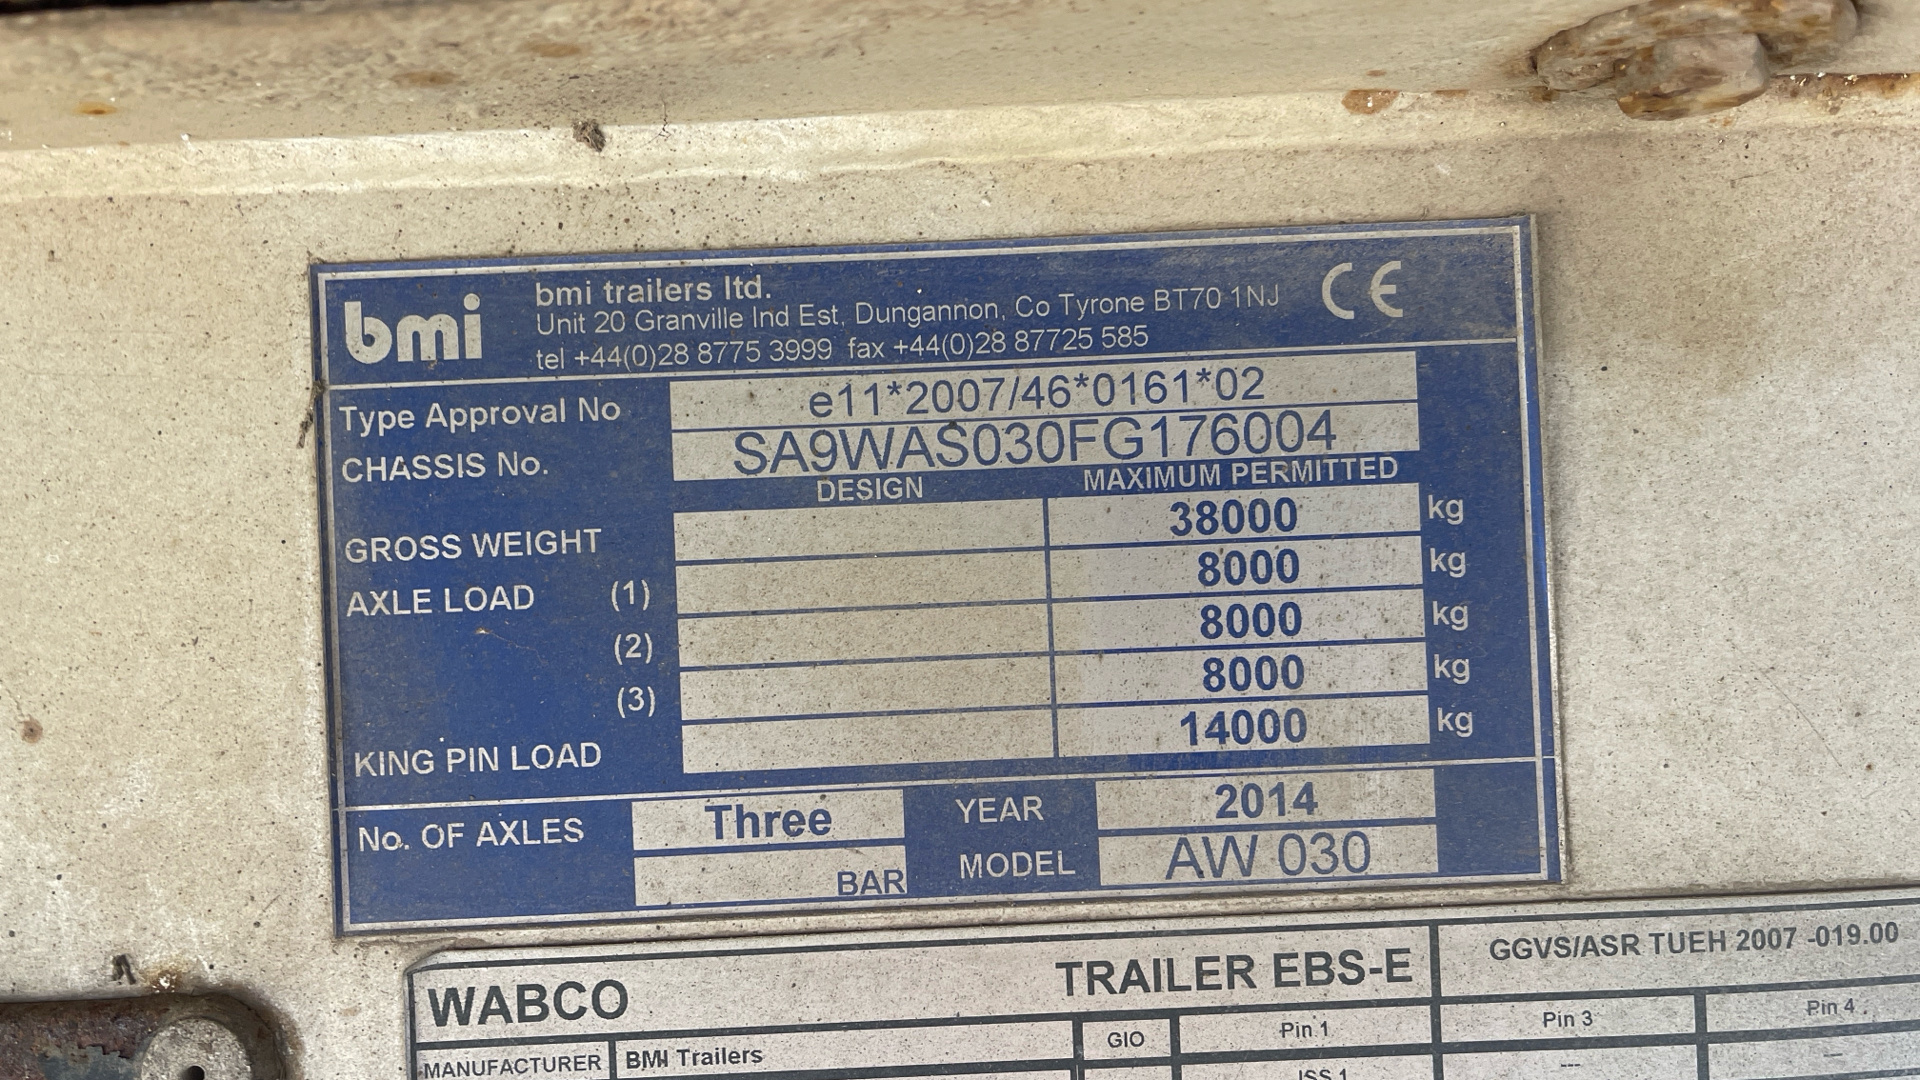 bmi
bmi trailers ltd.
Unit 20 Granville Ind Est, Dungannon, Co Tyrone BT70 1NJ
tel +44(0)28 8775 3999 fax +44(0)28 87725 585
CE
Type Approval No e11*2007/46*0161*02
CHASSIS No. SA9WAS030FG176004
DESIGN MAXIMUM PERMITTED
GROSS WEIGHT 38000 kg
AXLE LOAD (1) 8000 kg
(2) 8000 kg
(3) 8000 kg
KING PIN LOAD 14000 kg
No. OF AXLES Three YEAR 2014
BAR MODEL AW 030
WABCO TRAILER EBS-E GGVS/ASR TUEH 2007 -019.00
MANUFACTURER BMI Trailers GIO Pin 1 Pin 3 Pin 4
ISS 1 --- ---